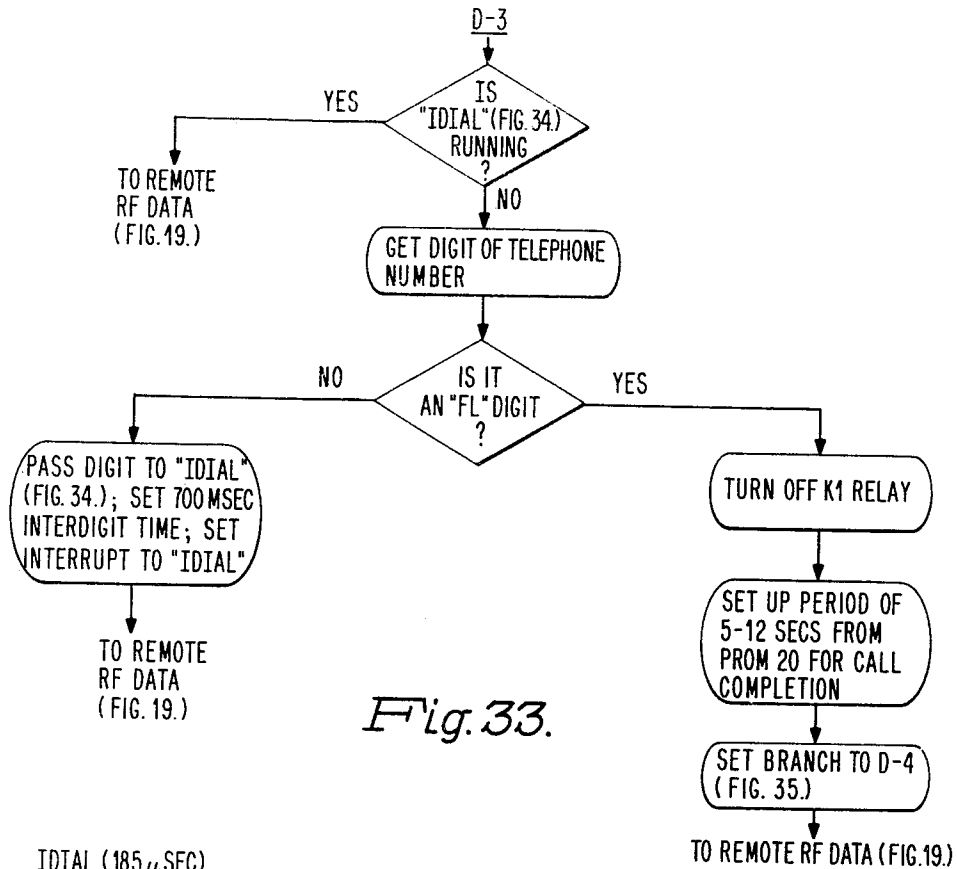 D-3
IS
"IDIAL" (FIG. 34.)
RUNNING
?
YES
TO REMOTE
RF DATA
(FIG. 19.)
NO
GET DIGIT OF TELEPHONE
NUMBER
IS IT
AN "FL" DIGIT
?
NO
YES
PASS DIGIT TO "IDIAL"
(FIG. 34.); SET 700 MSEC
INTERDIGIT TIME; SET
INTERRUPT TO "IDIAL"
TO REMOTE
RF DATA
(FIG. 19.)
TURN OFF K1 RELAY
SET UP PERIOD OF
5-12 SECS FROM
PROM 20 FOR CALL
COMPLETION
SET BRANCH TO D-4
(FIG. 35.)
TO REMOTE RF DATA (FIG.19.)
Fig. 33.
IDIAL (185 μ SEC)